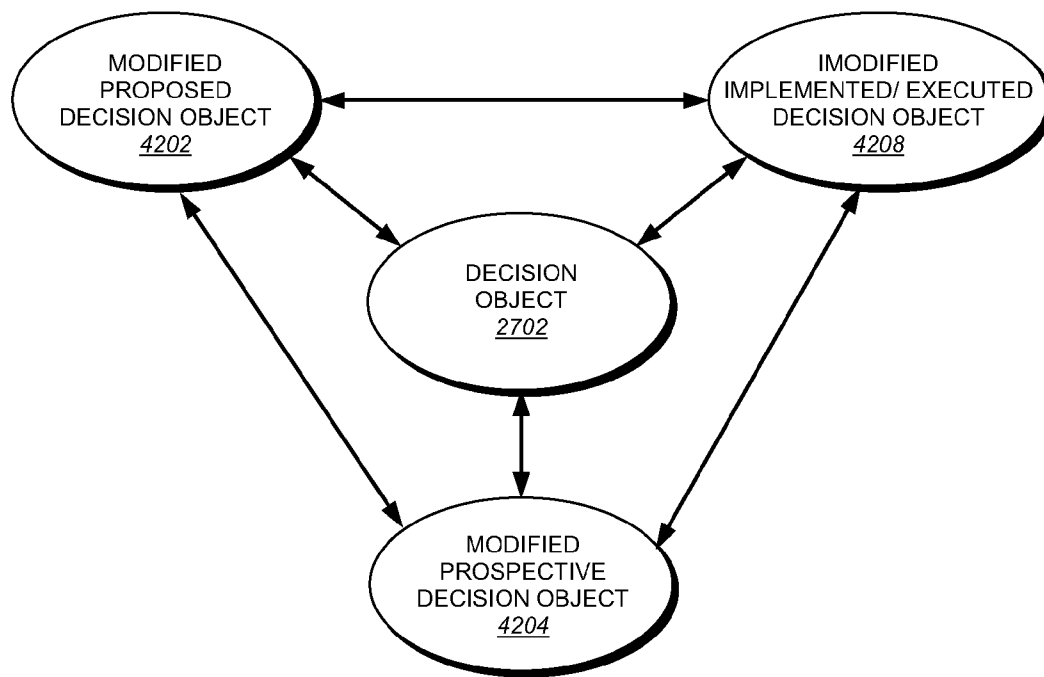 MODIFIED
PROPOSED
DECISION OBJECT
4202
IMODIFIED
IMPLEMENTED/ EXECUTED
DECISION OBJECT
4208
DECISION
OBJECT
2702
MODIFIED
PROSPECTIVE
DECISION OBJECT
4204